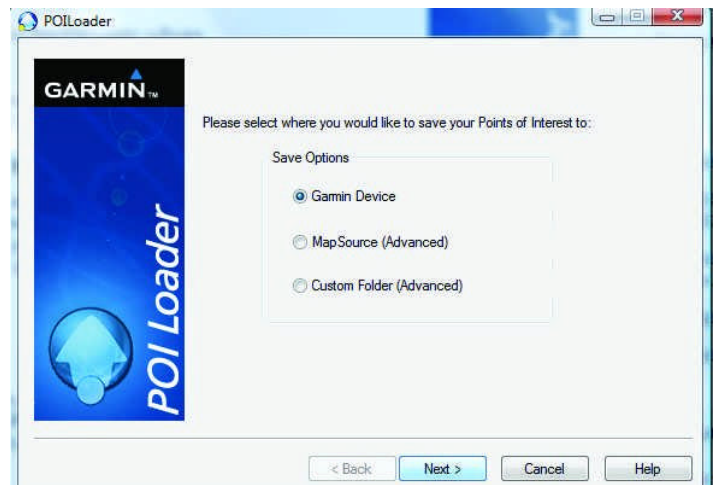 POILoader
GARMIN™
POI Loader
Please select where you would like to save your Points of Interest to:
Save Options
Garmin Device
MapSource (Advanced)
Custom Folder (Advanced)
< Back
Next >
Cancel
Help